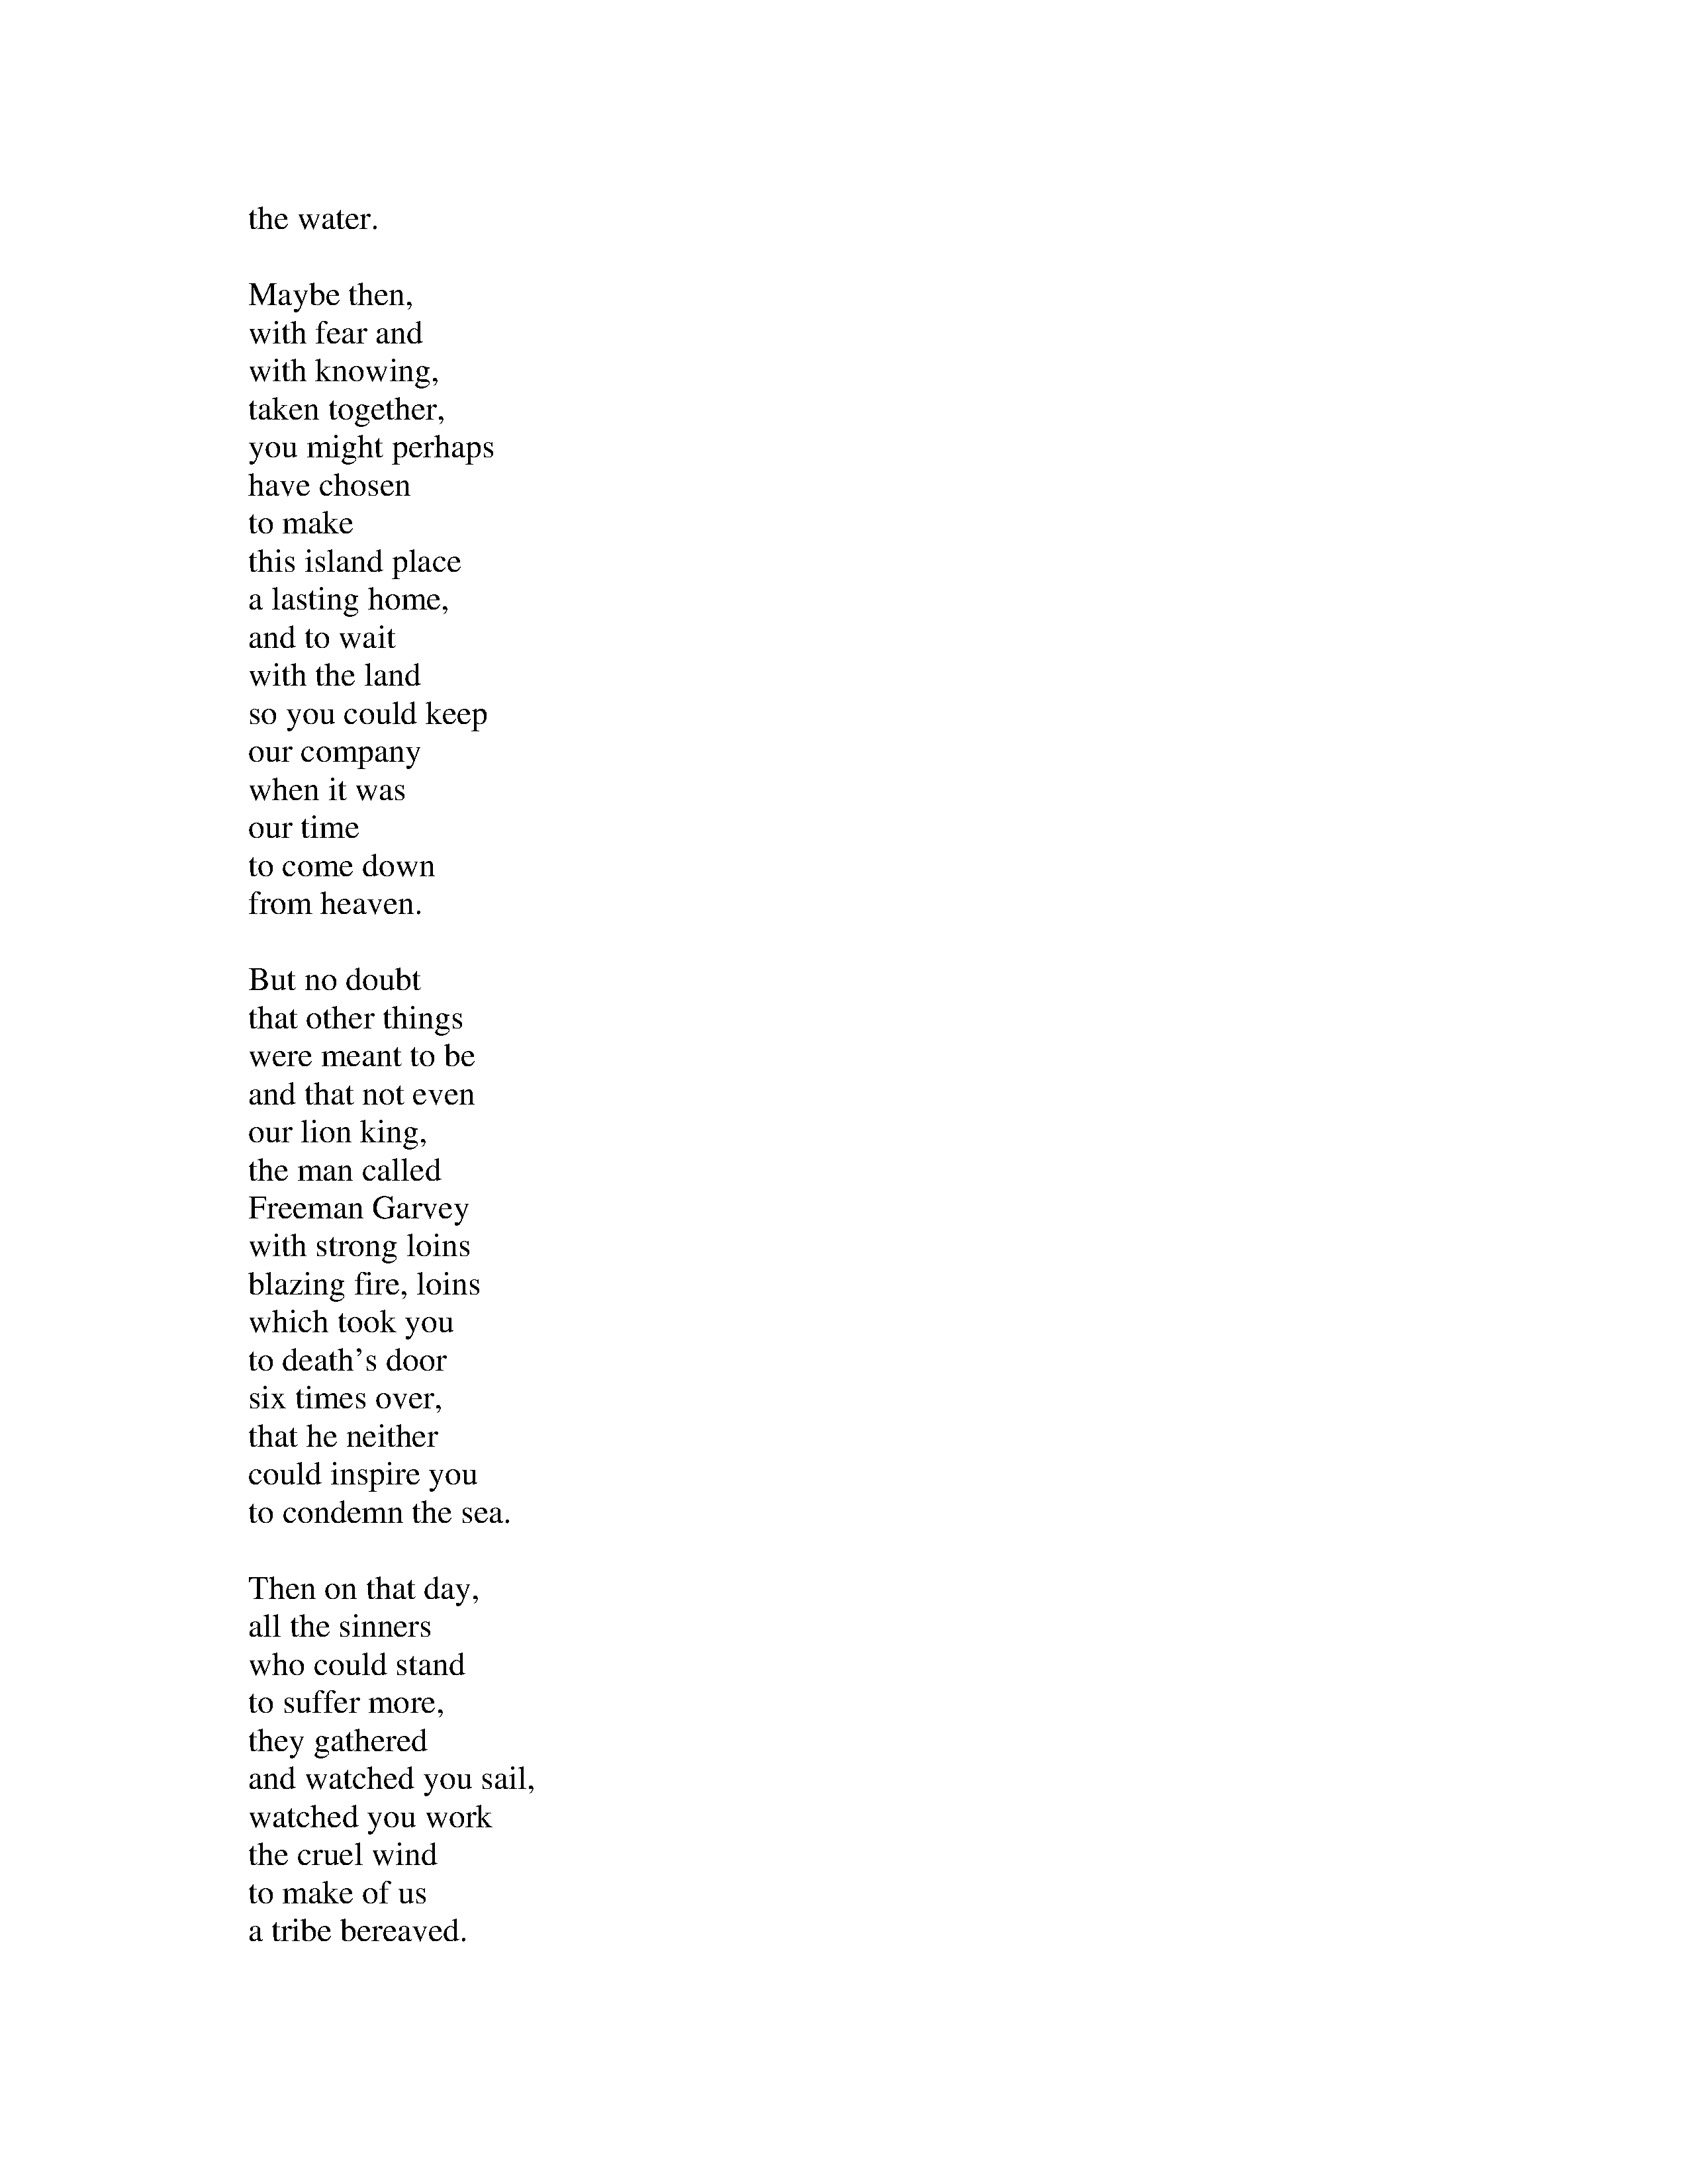 the water.
Maybe then,
with fear and
with knowing,
taken together,
you might perhaps
have chosen
to make
this island place
a lasting home,
and to wait
with the land
so you could keep
our company
when it was
our time
to come down
from heaven.
But no doubt
that other things
were meant to be
and that not even
our lion king,
the man called
Freeman Garvey
with strong loins
blazing fire, loins
which took you
to death’s door
six times over,
that he neither
could inspire you
to condemn the sea.
Then on that day,
all the sinners
who could stand
to suffer more,
they gathered
and watched you sail,
watched you work
the cruel wind
to make of us
a tribe bereaved.